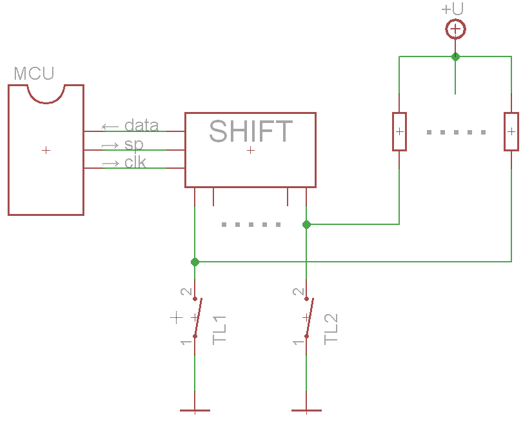 +U
MCU
← data
SHIFT
→ sp
→ clk
2
2
TL1
TL2
1
1